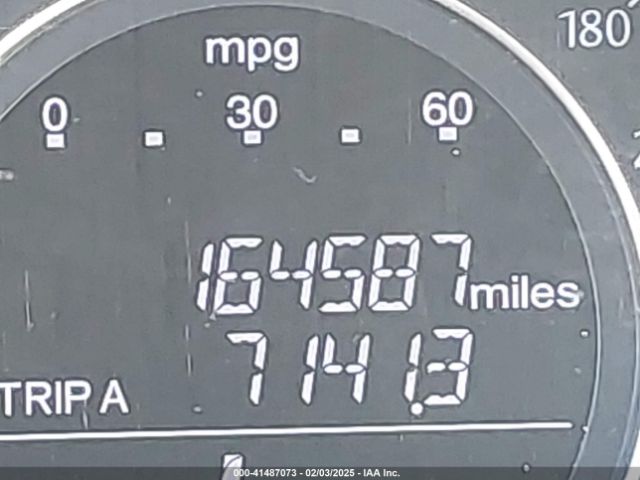 mpg
180
0 30 60
164587 miles
TRIP A 7141.3
000-41487073 - 02/03/2025 - IAA Inc.